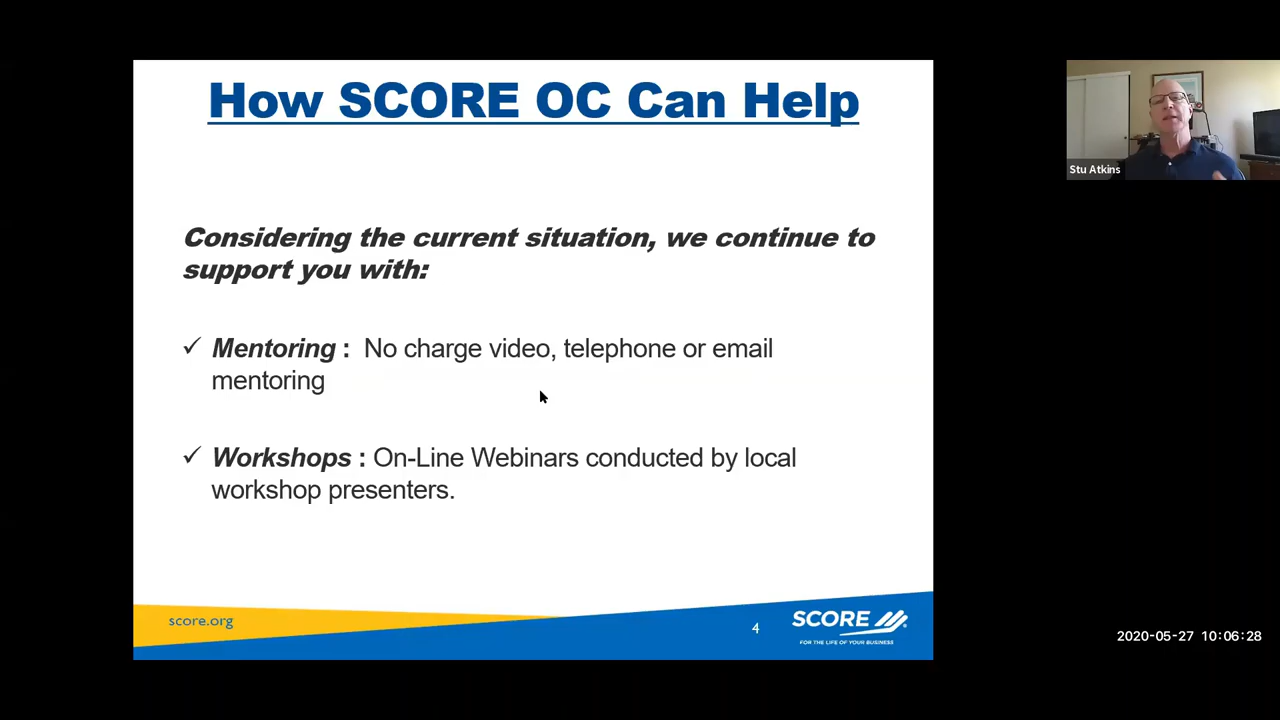 How SCORE OC Can Help
Stu Atkins
Considering the current situation, we continue to
support you with:
✓ Mentoring :  No charge video, telephone or email
mentoring
✓ Workshops : On-Line Webinars conducted by local
workshop presenters.
score.org
4
SCORE
FOR THE LIFE OF YOUR BUSINESS
2020-05-27 10:06:28